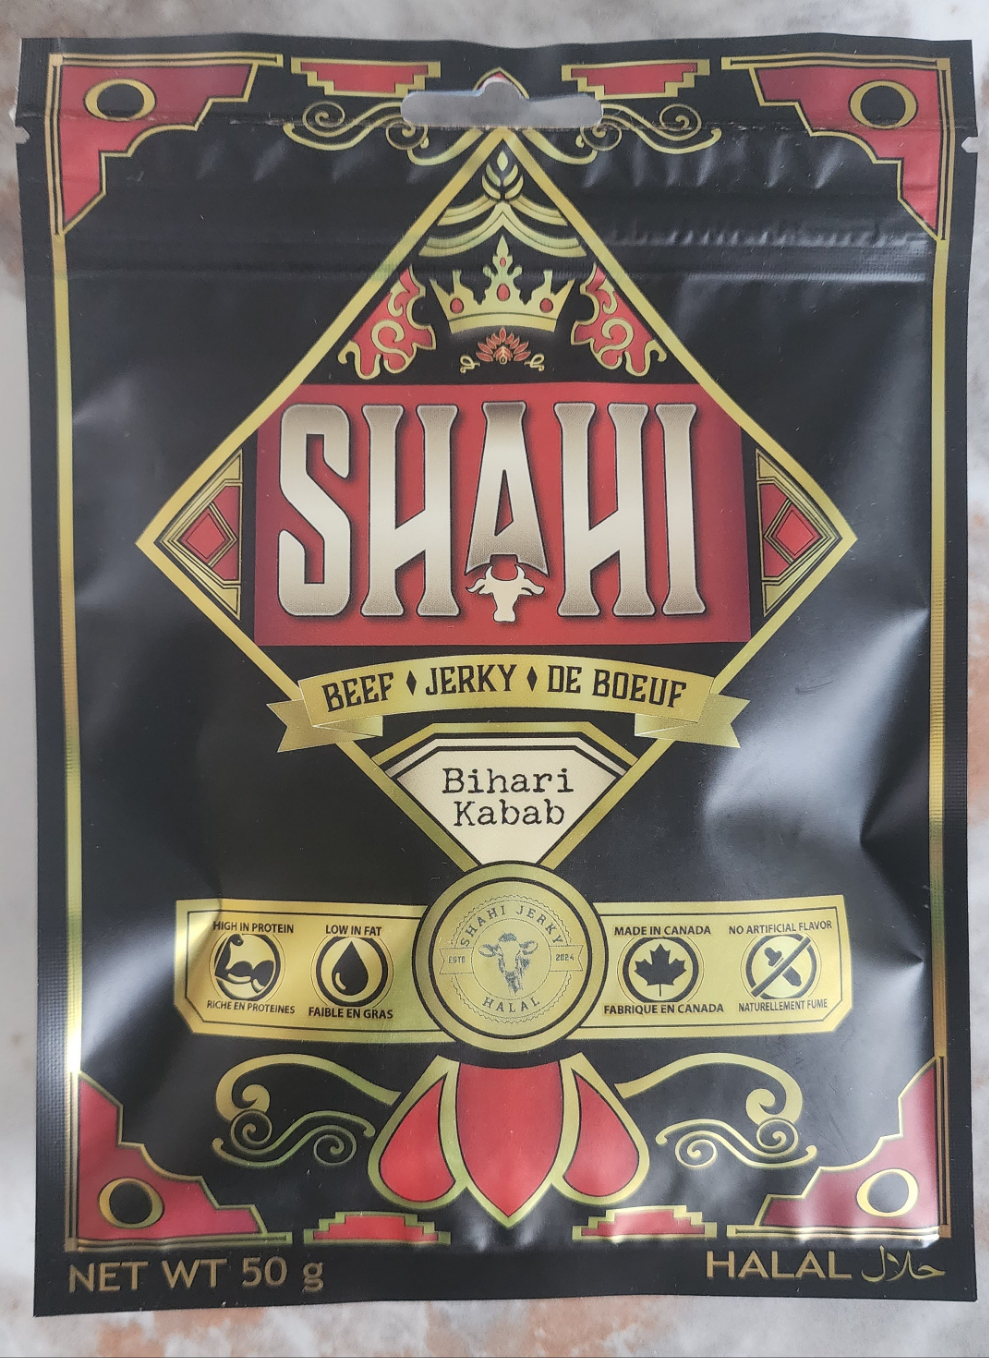 SHAHI
BEEF ♦ JERKY ♦ DE BOEUF
Bihari
Kabab
HIGH IN PROTEIN
RICHE EN PROTEINES
LOW IN FAT
FAIBLE EN GRAS
SHAHI JERKY
ESTD 2024
HALAL
MADE IN CANADA
FABRIQUE EN CANADA
NO ARTIFICIAL FLAVOR
NATURELLEMENT FUME
NET WT 50 g
HALAL حلال